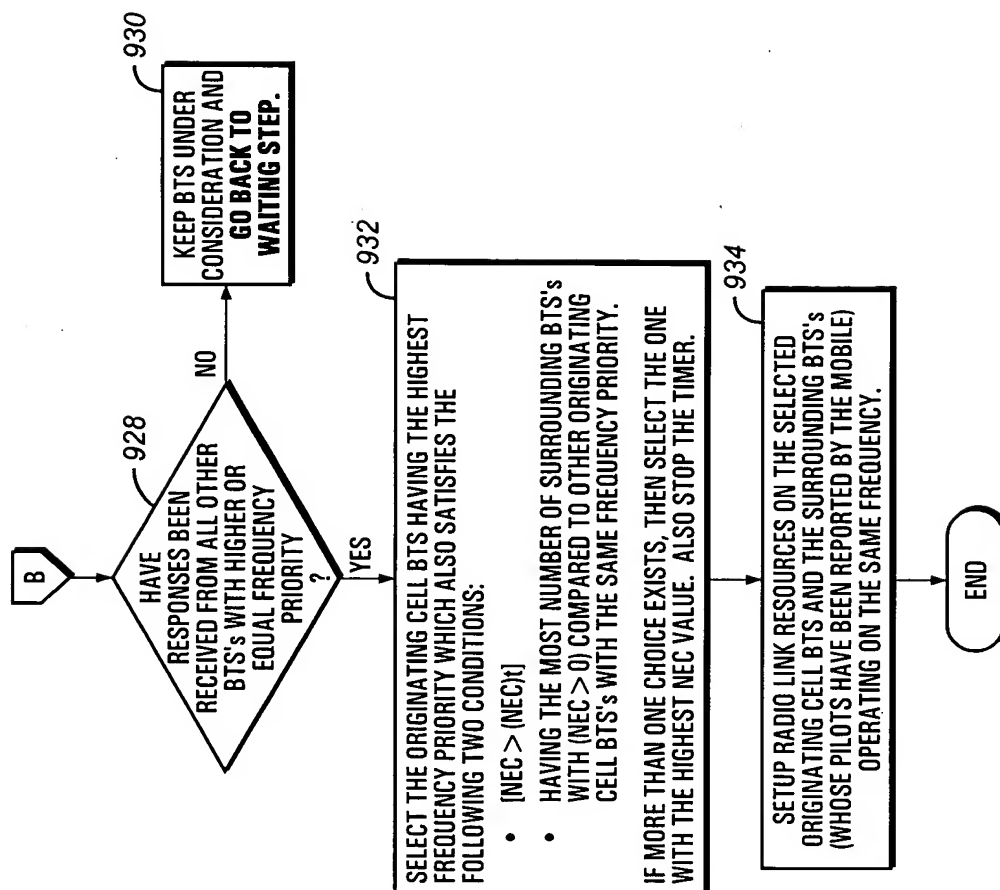 B
928
HAVE
RESPONSES BEEN
RECEIVED FROM ALL OTHER
BTS's WITH HIGHER OR
EQUAL FREQUENCY
PRIORITY
?
NO
930
KEEP BTS UNDER
CONSIDERATION AND
GO BACK TO
WAITING STEP.
YES
932
SELECT THE ORIGINATING CELL BTS HAVING THE HIGHEST
FREQUENCY PRIORITY WHICH ALSO SATISFIES THE
FOLLOWING TWO CONDITIONS:
• [NEC > (NEC)t]
• HAVING THE MOST NUMBER OF SURROUNDING BTS's
WITH (NEC > 0) COMPARED TO OTHER ORIGINATING
CELL BTS's WITH THE SAME FREQUENCY PRIORITY.
IF MORE THAN ONE CHOICE EXISTS, THEN SELECT THE ONE
WITH THE HIGHEST NEC VALUE. ALSO STOP THE TIMER.
934
SETUP RADIO LINK RESOURCES ON THE SELECTED
ORIGINATING CELL BTS AND THE SURROUNDING BTS's
(WHOSE PILOTS HAVE BEEN REPORTED BY THE MOBILE)
OPERATING ON THE SAME FREQUENCY.
END